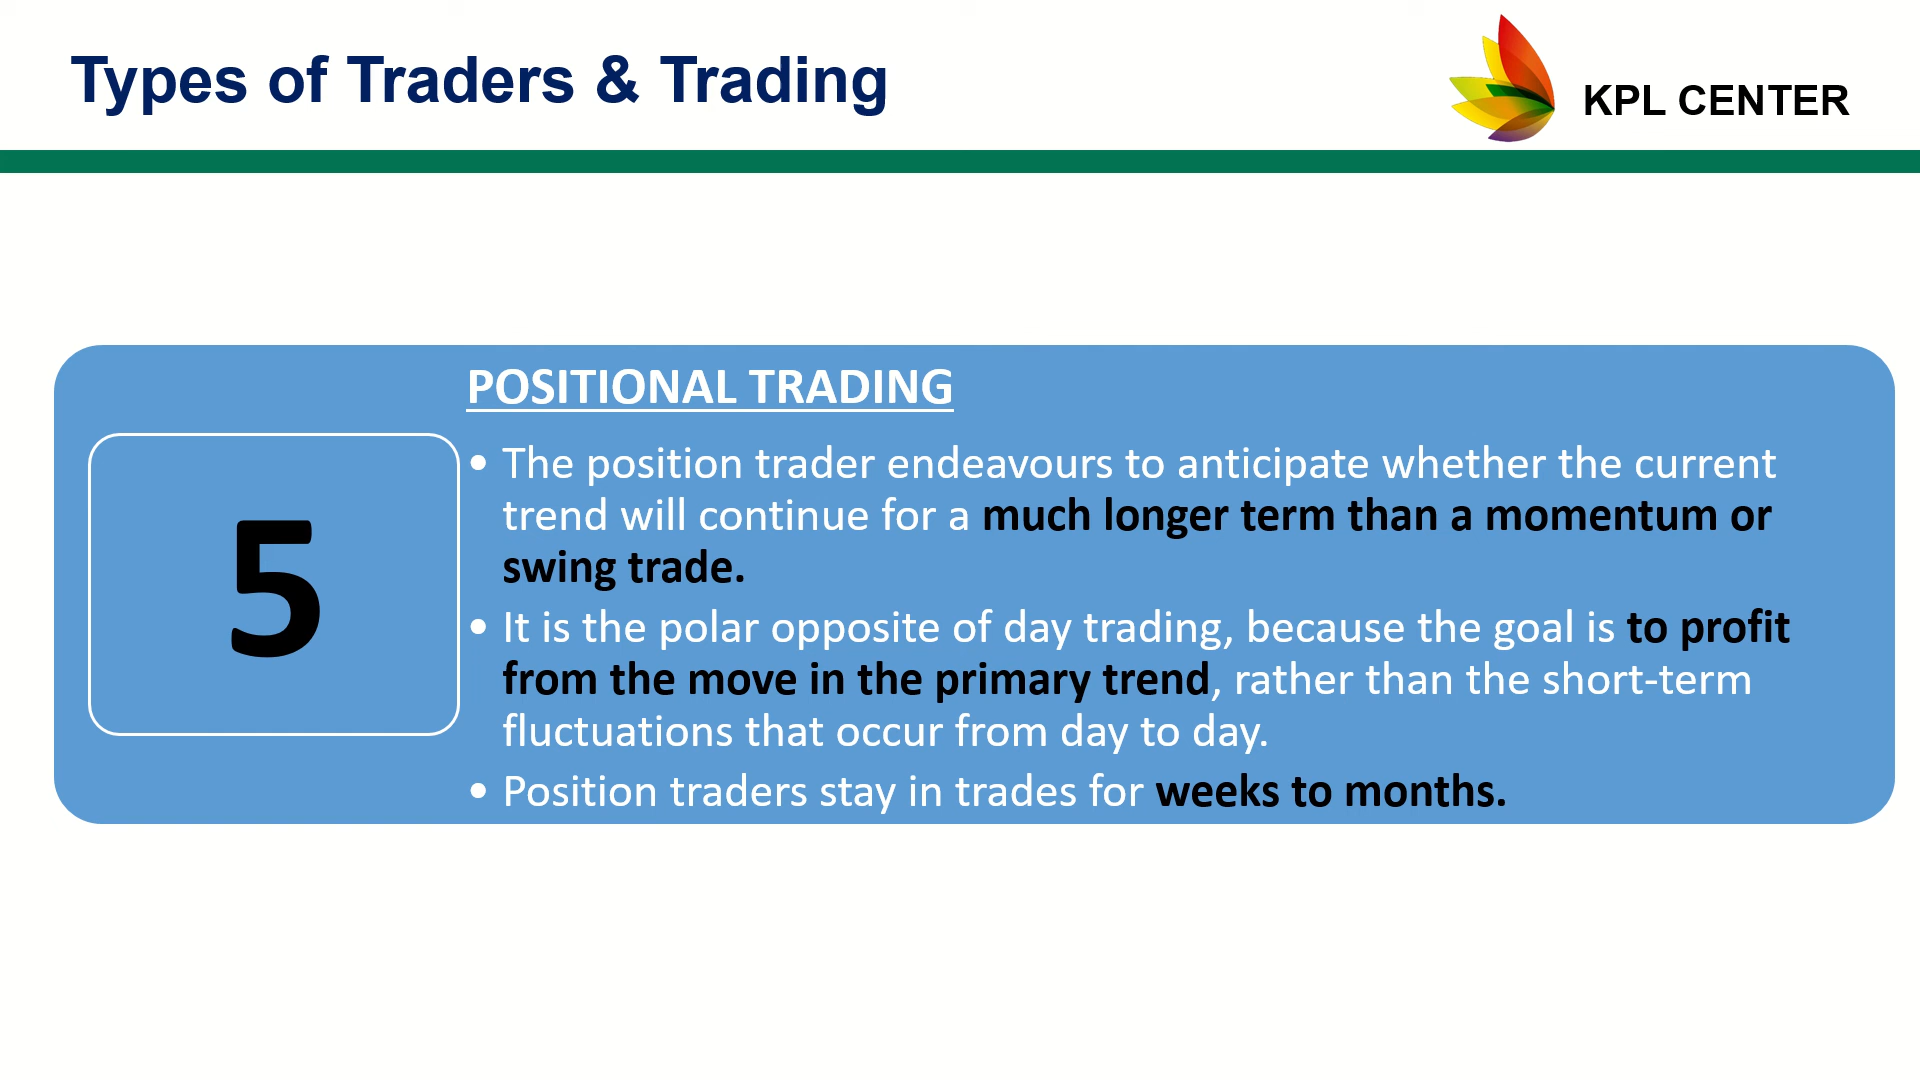 Types of Traders & Trading
KPL CENTER
POSITIONAL TRADING
5
• The position trader endeavours to anticipate whether the current
trend will continue for a much longer term than a momentum or
swing trade.
• It is the polar opposite of day trading, because the goal is to profit
from the move in the primary trend, rather than the short-term
fluctuations that occur from day to day.
• Position traders stay in trades for weeks to months.